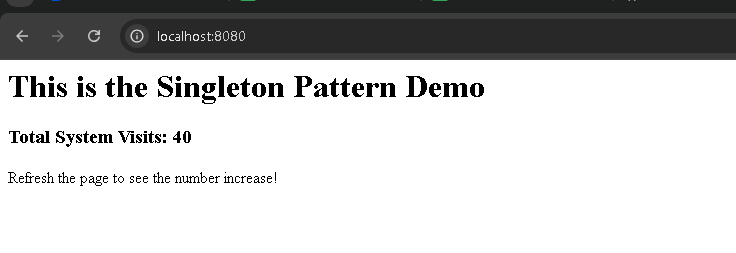 localhost:8080
This is the Singleton Pattern Demo
Total System Visits: 40
Refresh the page to see the number increase!